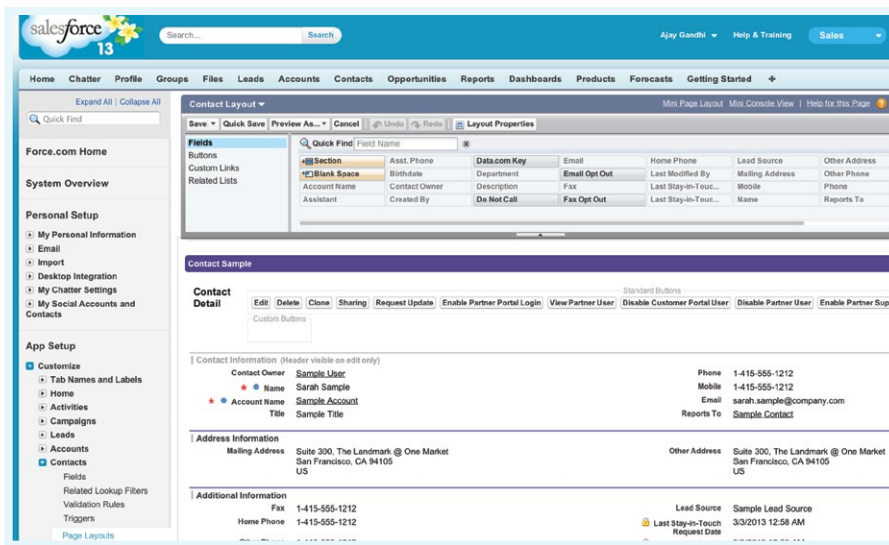 salesforce
13
Search...
Search
Ajay Gandhi
Help & Training
Sales
Home Chatter Profile Groups Files Leads Accounts Contacts Opportunities Reports Dashboards Products Forecasts Getting Started +
Expand All | Collapse All
Quick Find
Force.com Home
System Overview
Personal Setup
My Personal Information
Email
Import
Desktop Integration
My Chatter Settings
My Social Accounts and
Contacts
App Setup
Customize
Tab Names and Labels
Home
Activities
Campaigns
Leads
Accounts
Contacts
Fields
Related Lookup Filters
Validation Rules
Triggers
Page Layouts
Contact Layout
Mini Page Layout Mini Console View | Help for this Page ?
Save Quick Save Preview As... Cancel Undo Redo Layout Properties
Fields
Buttons
Custom Links
Related Lists
Quick Find Field Name
Section Asst. Phone Data.com Key Email Home Phone Lead Source Other Address
Blank Space Birthdate Department Email Opt Out Last Modified By Mailing Address Other Phone
Account Name Contact Owner Description Fax Last Stay-in-Touc... Mobile Phone
Assistant Created By Do Not Call Fax Opt Out Last Stay-in-Touc... Name Reports To
Contact Sample
Contact
Detail
Standard Buttons
Edit Delete Clone Sharing Request Update Enable Partner Portal Login View Partner User Disable Customer Portal User Disable Partner User Enable Partner Sup
Custom Buttons
Contact Information (Header visible on edit only)
Contact Owner Sample User Phone 1-415-555-1212
* Name Sarah Sample Mobile 1-415-555-1212
* Account Name Sample Account Email sarah.sample@company.com
Title Sample Title Reports To Sample Contact
Address Information
Mailing Address Suite 300, The Landmark @ One Market Other Address Suite 300, The Landmark @ One Market
San Francisco, CA 94105 San Francisco, CA 94105
US US
Additional Information
Fax 1-415-555-1212 Lead Source Sample Lead Source
Home Phone 1-415-555-1212 Last Stay-in-Touch 3/3/2013 12:58 AM
Request Date